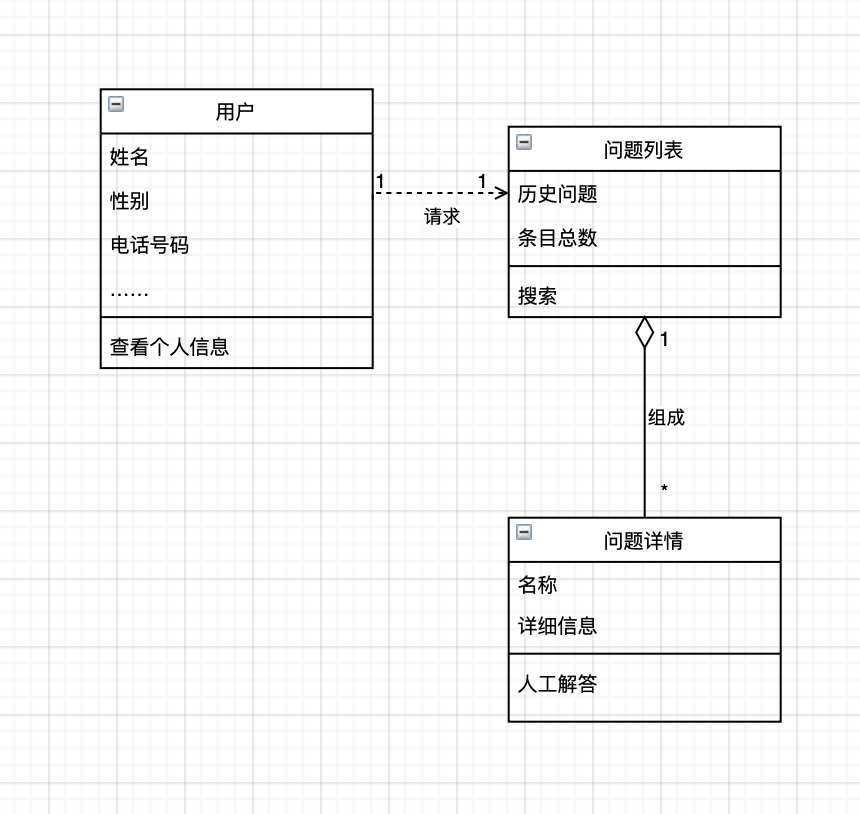 用户
姓名
性别
电话号码
……
查看个人信息
1
1
请求
问题列表
历史问题
条目总数
搜索
1
组成
*
问题详情
名称
详细信息
人工解答